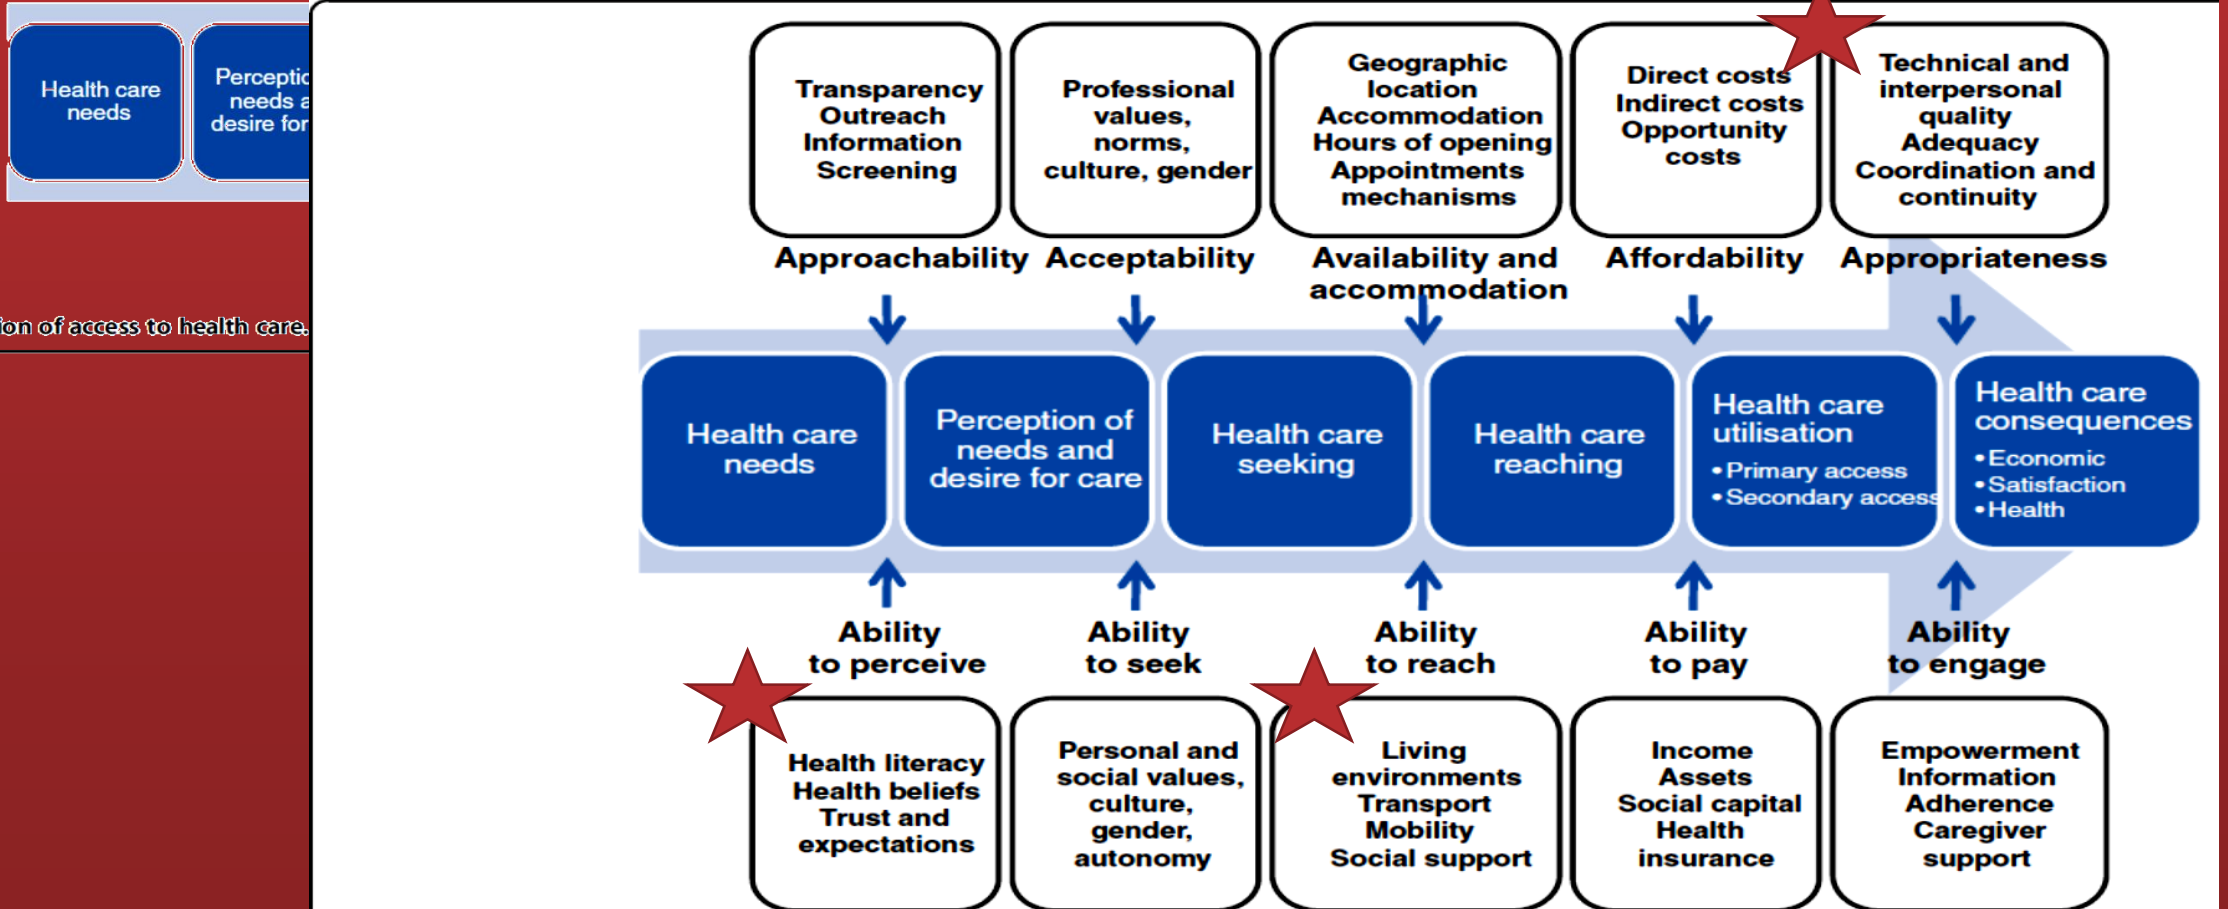 Health care
needs
Perceptio
needs a
desire for
ion of access to health care.
Transparency
Outreach
Information
Screening
Professional
values,
norms,
culture, gender
Geographic
location
Accommodation
Hours of opening
Appointments
mechanisms
Direct costs
Indirect costs
Opportunity
costs
Technical and
interpersonal
quality
Adequacy
Coordination and
continuity
Approachability
Acceptability
Availability and
accommodation
Affordability
Appropriateness
Health care
needs
Perception of
needs and
desire for care
Health care
seeking
Health care
reaching
Health care
utilisation
• Primary access
• Secondary access
Health care
consequences
• Economic
• Satisfaction
• Health
Ability
to perceive
Ability
to seek
Ability
to reach
Ability
to pay
Ability
to engage
Health literacy
Health beliefs
Trust and
expectations
Personal and
social values,
culture,
gender,
autonomy
Living
environments
Transport
Mobility
Social support
Income
Assets
Social capital
Health
insurance
Empowerment
Information
Adherence
Caregiver
support